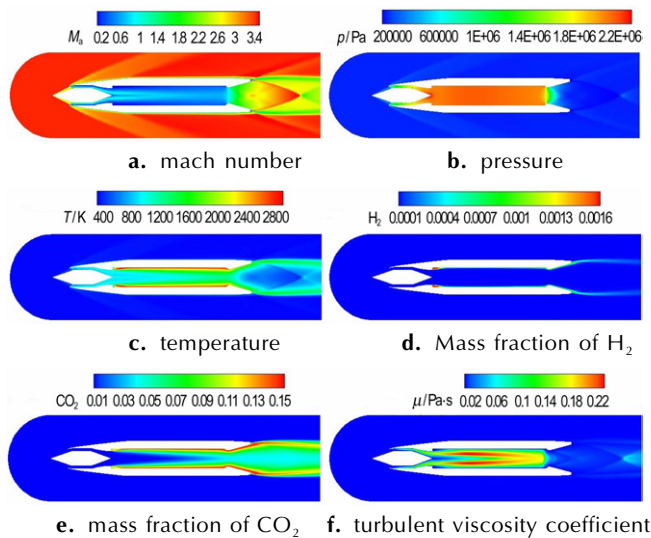 Ma 0.2 0.6 1 1.4 1.8 2.2 2.6 3 3.4
p/Pa 200000 600000 1E+06 1.4E+06 1.8E+06 2.2E+06
a. mach number
b. pressure
T/K 400 800 1200 1600 2000 2400 2800
H₂ 0.0001 0.0004 0.0007 0.001 0.0013 0.0016
c. temperature
d. Mass fraction of H₂
CO₂ 0.01 0.03 0.05 0.07 0.09 0.11 0.13 0.15
μ/Pa·s 0.02 0.06 0.1 0.14 0.18 0.22
e. mass fraction of CO₂
f. turbulent viscosity coefficient